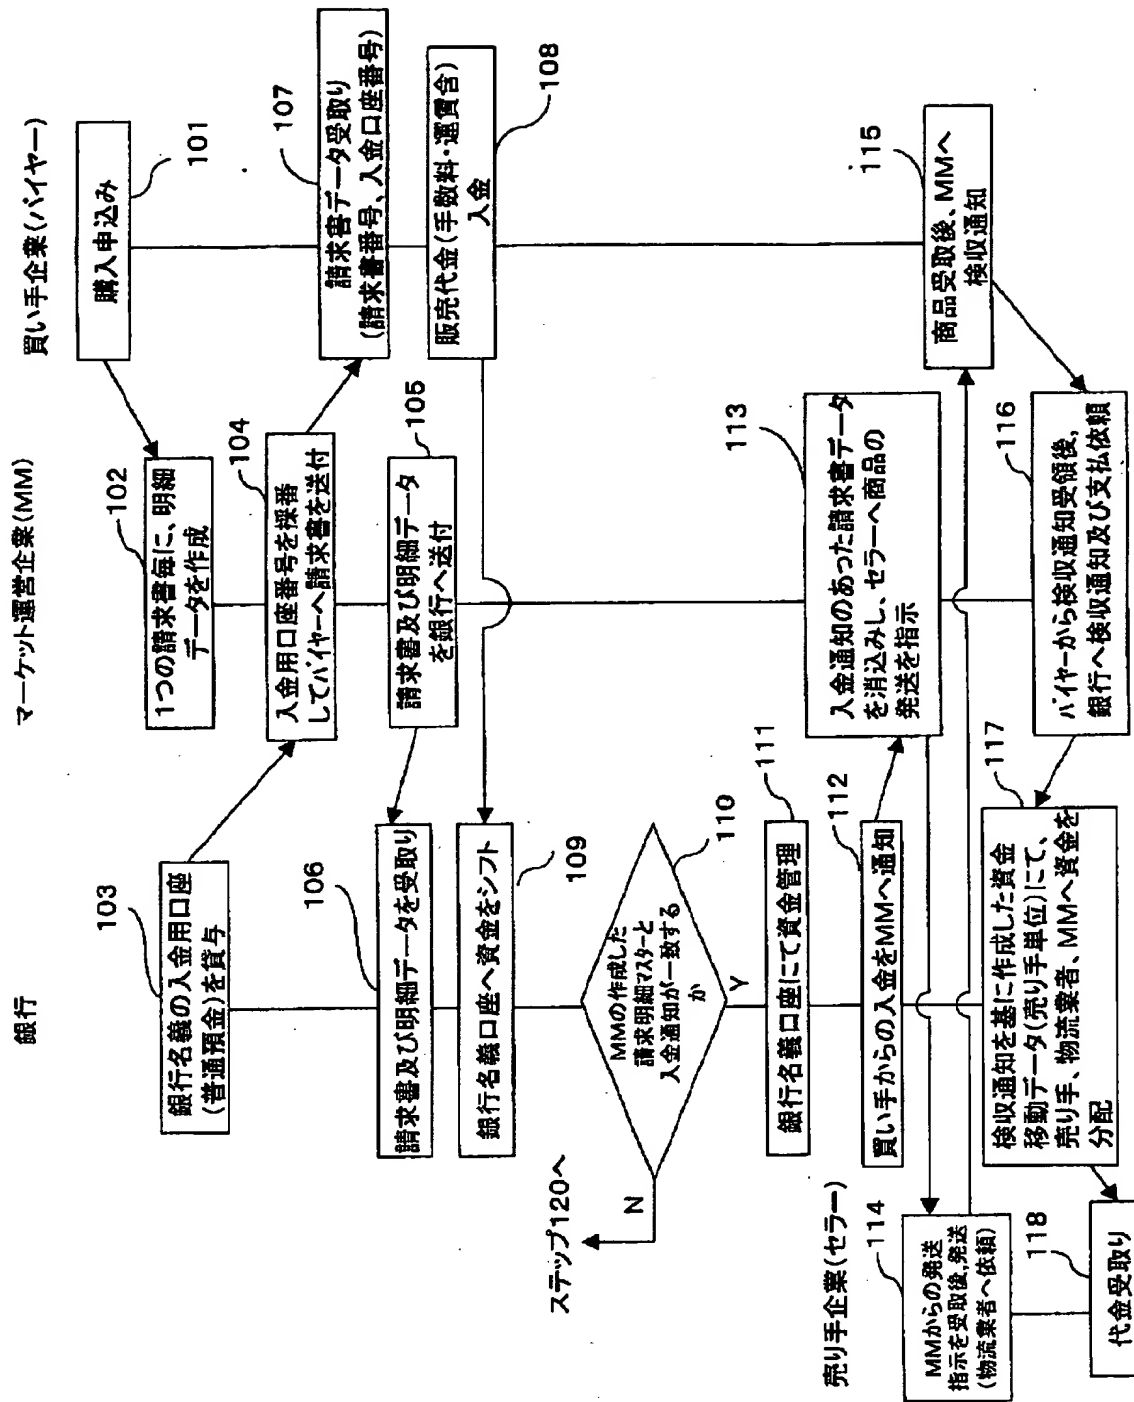 銀行
マーケット運営企業(MM)
買い手企業(バイヤー)
購入申込み
101
1つの請求書毎に、明細
データを作成
102
銀行名義の入金用口座
(普通預金)を貸与
103
入金用口座番号を採番
してバイヤーへ請求書を送付
104
請求書及び明細データ
を銀行へ送付
105
請求書及び明細データを受取り
106
請求書データ受取り
(請求書番号、入金口座番号)
107
販売代金(手数料・運賃含)
入金
108
銀行名義口座へ資金をシフト
109
MMの作成した
請求明細マスターと
入金通知が一致する
か
110
Y
N
ステップ120へ
銀行名義口座にて資金管理
111
買い手からの入金をMMへ通知
112
入金通知のあった請求書データ
を消込みし、セラーへ商品の
発送を指示
113
売り手企業(セラー)
MMからの発送
指示を受取後,発送
(物流業者へ依頼)
114
商品受取後、MMへ
検収通知
115
バイヤーから検収通知受領後,
銀行へ検収通知及び支払依頼
116
検収通知を基に作成した資金
移動データ(売り手単位)にて、
売り手、物流業者、MMへ資金を
分配
117
代金受取り
118